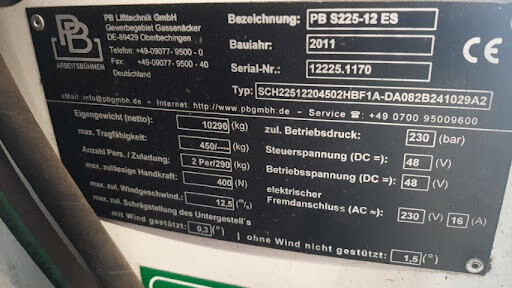 PB
ARBEITSBÜHNEN
PB Lifttechnik GmbH
Gewerbegebiet Gassenäcker
DE-89429 Oberbechingen
Telefon: +49-09077- 9500 - 0
Fax: +49-09077- 9500 - 40
Deutschland
Bezeichnung: PB S225-12 ES
Baujahr: 2011
Serial-Nr.: 12225.1170
CE
Typ: SCH22512204502HBF1A-DA082B241029A2
eMail: info@pbgmbh.de - Internet: http://www.pbgmbh.de - Service ☎: +49 0700 95009600
Eigengewicht (netto): 10290 (kg)
max. Tragfähigkeit: 450/---- (kg)
Anzahl Pers. / Zuladung: 2 Per/290 (kg)
max. zulässige Handkraft: 400 (N)
max. zul. Windgeschwind.: 12,5 (m/s)
max. zul. Schrägstellung des Untergestell's
mit Wind gestützt: 0,3 (°) | ohne Wind nicht gestützt: 1,5 (°)
zul. Betriebsdruck: 230 (bar)
Steuerspannung (DC =): 48 (V)
Betriebsspannung (DC =): 48 (V)
elektrischer
Fremdanschluss (AC ≈): 230 (V) 16 (A)